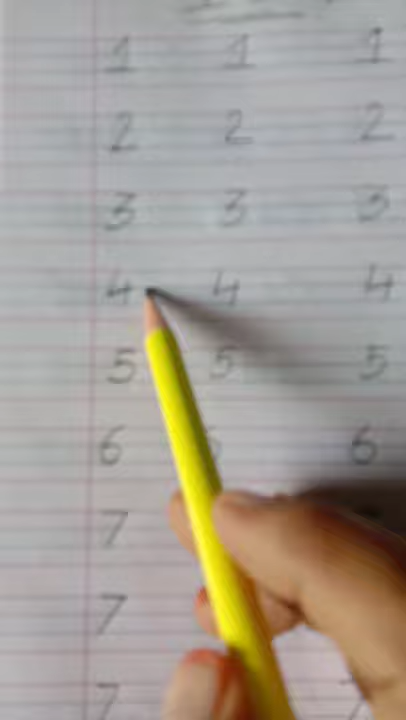 1 1 1
2 2 2
3 3 3
4 4 4
5 5 5
6 6
7
7
7